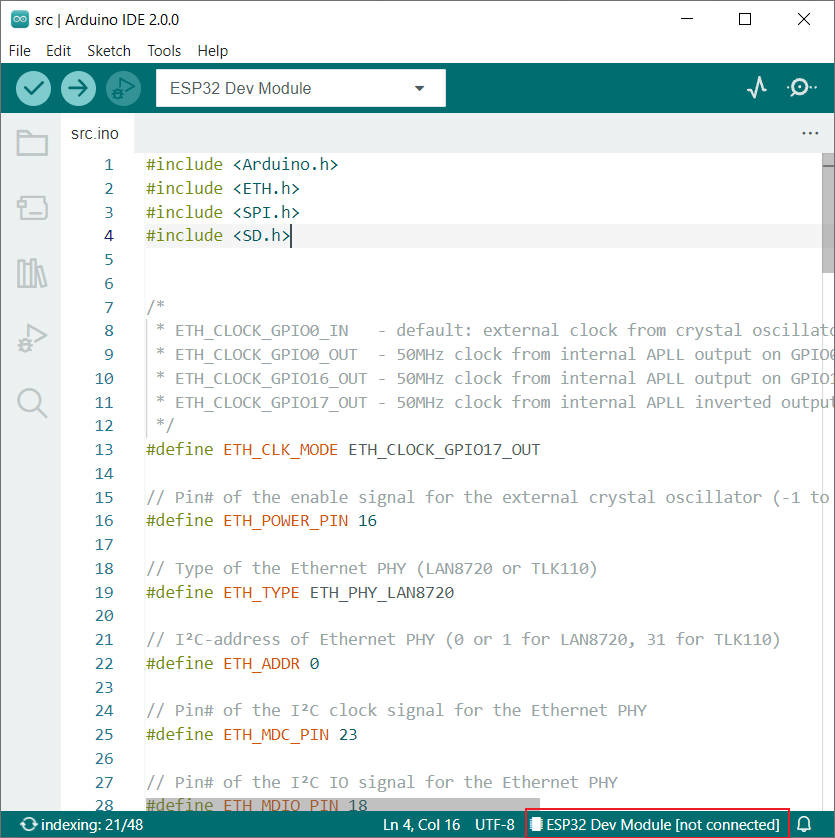 src | Arduino IDE 2.0.0
File Edit Sketch Tools Help
ESP32 Dev Module
src.ino
1 #include <Arduino.h>
2 #include <ETH.h>
3 #include <SPI.h>
4 #include <SD.h>
5
6
7 /*
8 * ETH_CLOCK_GPIO0_IN - default: external clock from crystal
9 * ETH_CLOCK_GPIO0_OUT - 50MHz clock from internal APLL output on
10 * ETH_CLOCK_GPIO16_OUT - 50MHz clock from internal APLL output on
11 * ETH_CLOCK_GPIO17_OUT - 50MHz clock from internal APLL inverted output
12 */
13 #define ETH_CLK_MODE ETH_CLOCK_GPIO17_OUT
14
15 // Pin# of the enable signal for the external crystal oscillator (-1 to
16 #define ETH_POWER_PIN 16
17
18 // Type of the Ethernet PHY (LAN8720 or TLK110)
19 #define ETH_TYPE ETH_PHY_LAN8720
20
21 // I²C-address of Ethernet PHY (0 or 1 for LAN8720, 31 for TLK110)
22 #define ETH_ADDR 0
23
24 // Pin# of the I²C clock signal for the Ethernet PHY
25 #define ETH_MDC_PIN 23
26
27 // Pin# of the I²C IO signal for the Ethernet PHY
28 #define ETH_MDIO_PIN 18
indexing: 21/48 Ln 4, Col 16 UTF-8 ESP32 Dev Module [not connected]